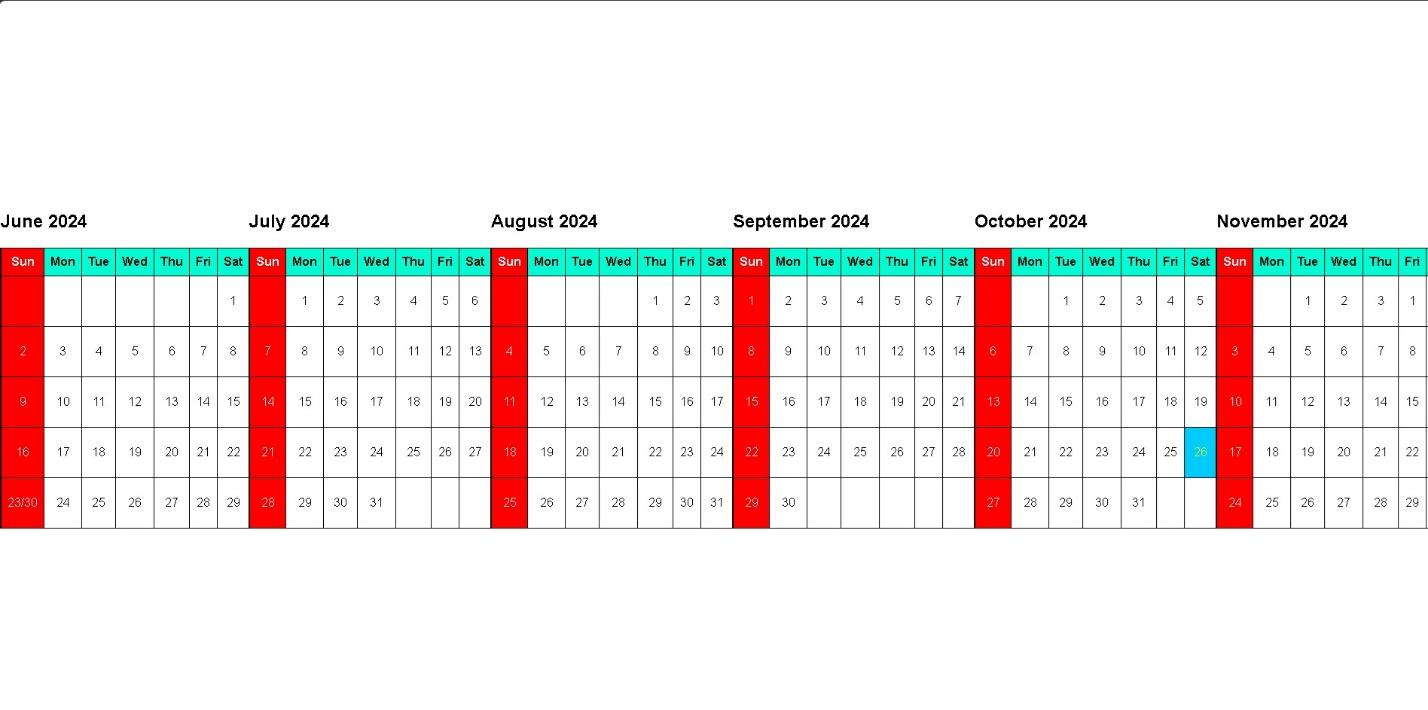 June 2024 July 2024 August 2024 September 2024 October 2024 November 2024
Sun Mon Tue Wed Thu Fri Sat Sun Mon Tue Wed Thu Fri Sat Sun Mon Tue Wed Thu Fri Sat Sun Mon Tue Wed Thu Fri Sat Sun Mon Tue Wed Thu Fri Sat Sun Mon Tue Wed Thu Fri
1 1 2 3 4 5 6 1 2 3 1 2 3 4 5 6 7 1 2 3 4 5 1 2 3 1
2 3 4 5 6 7 8 7 8 9 10 11 12 13 4 5 6 7 8 9 10 8 9 10 11 12 13 14 6 7 8 9 10 11 12 3 4 5 6 7 8
9 10 11 12 13 14 15 14 15 16 17 18 19 20 11 12 13 14 15 16 17 15 16 17 18 19 20 21 13 14 15 16 17 18 19 10 11 12 13 14 15
16 17 18 19 20 21 22 21 22 23 24 25 26 27 18 19 20 21 22 23 24 22 23 24 25 26 27 28 20 21 22 23 24 25 26 17 18 19 20 21 22
23/30 24 25 26 27 28 29 28 29 30 31 25 26 27 28 29 30 31 29 30 27 28 29 30 31 24 25 26 27 28 29